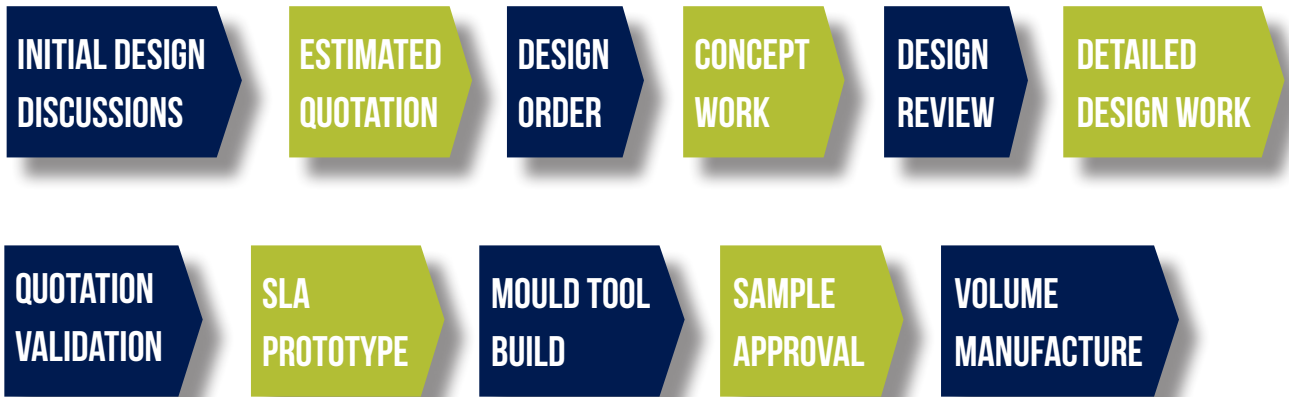 INITIAL DESIGN
DISCUSSIONS
ESTIMATED
QUOTATION
DESIGN
ORDER
CONCEPT
WORK
DESIGN
REVIEW
DETAILED
DESIGN WORK
QUOTATION
VALIDATION
SLA
PROTOTYPE
MOULD TOOL
BUILD
SAMPLE
APPROVAL
VOLUME
MANUFACTURE